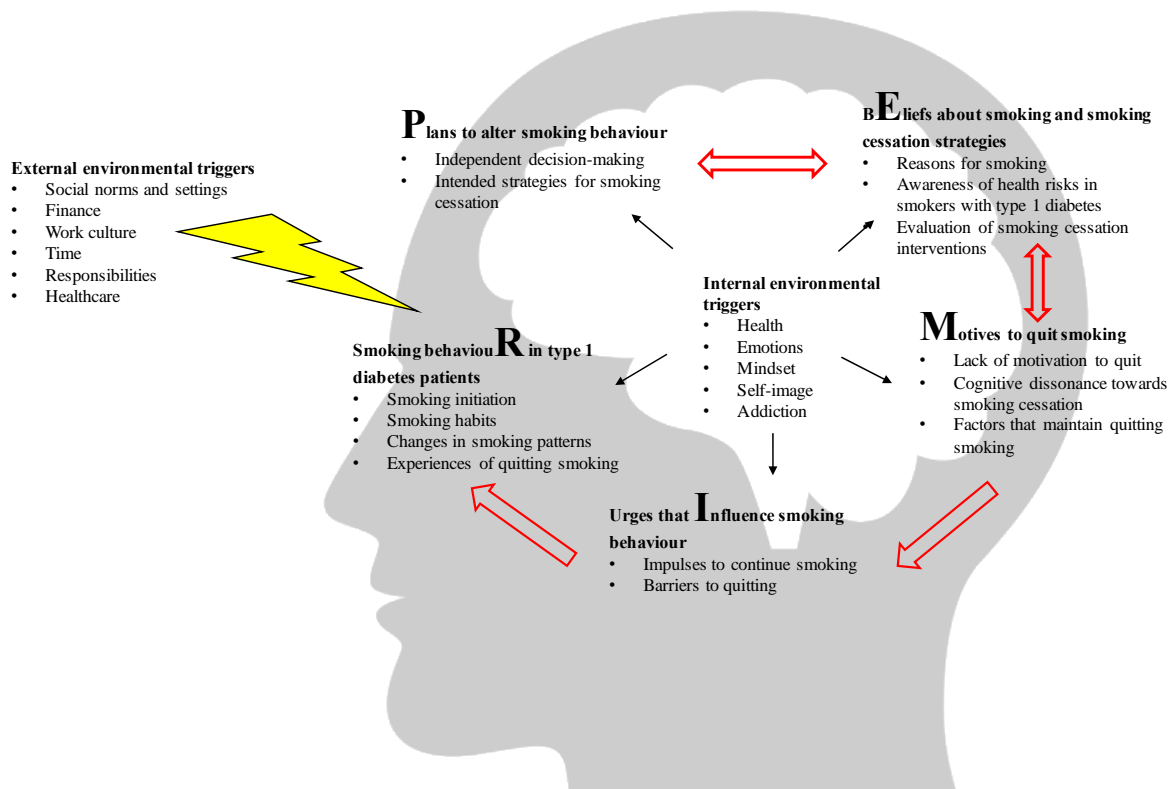 External environmental triggers
• Social norms and settings
• Finance
• Work culture
• Time
• Responsibilities
• Healthcare
Plans to alter smoking behaviour
• Independent decision-making
• Intended strategies for smoking
cessation
BEliefs about smoking and smoking
cessation strategies
• Reasons for smoking
• Awareness of health risks in
smokers with type 1 diabetes
• Evaluation of smoking cessation
interventions
Internal environmental
triggers
• Health
• Emotions
• Mindset
• Self-image
• Addiction
Motives to quit smoking
• Lack of motivation to quit
• Cognitive dissonance towards
smoking cessation
• Factors that maintain quitting
smoking
Smoking behaviouR in type 1
diabetes patients
• Smoking initiation
• Smoking habits
• Changes in smoking patterns
• Experiences of quitting smoking
Urges that Influence smoking
behaviour
• Impulses to continue smoking
• Barriers to quitting